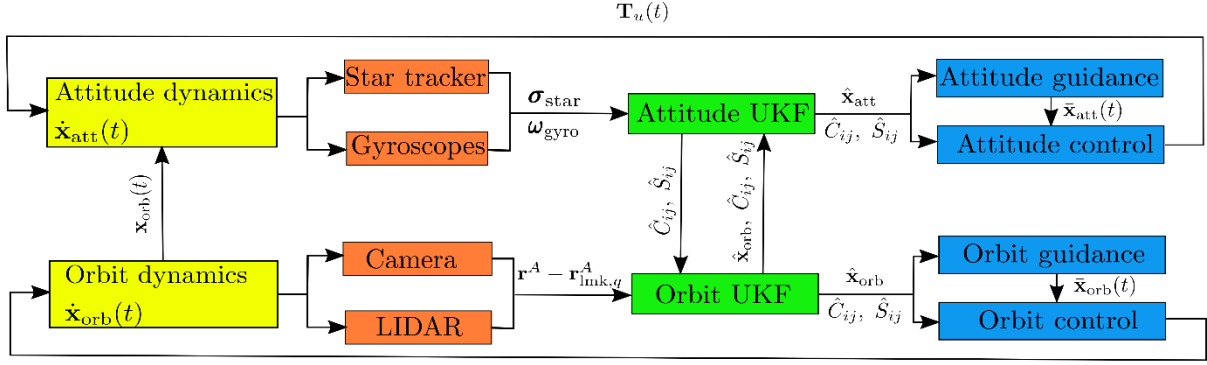 𝐓ᵤ(t)
Attitude dynamics
ẋ_att(t)
Star tracker
Gyroscopes
σ_star
ω_gyro
Attitude UKF
x̂_att
Ĉ_ij, Ŝ_ij
Attitude guidance
x̄_att(t)
Attitude control
x_orb(t)
Ĉ_ij, Ŝ_ij
x̂_orb, Ĉ_ij, Ŝ_ij
Orbit dynamics
ẋ_orb(t)
Camera
LIDAR
r^A − r^A_lmk,q
Orbit UKF
x̂_orb
Ĉ_ij, Ŝ_ij
Orbit guidance
x̄_orb(t)
Orbit control